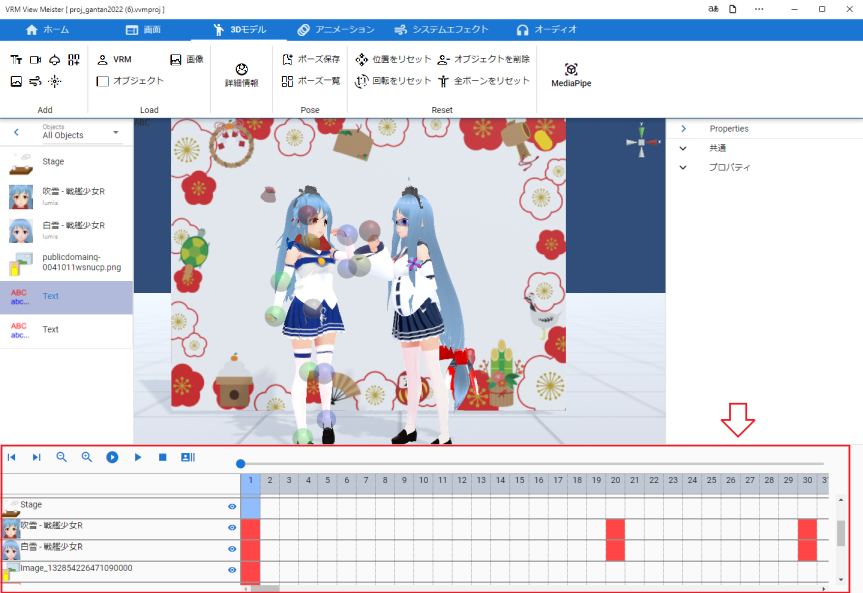 VRM View Meister [ proj_gantan2022 (6).vvmproj ]
ホーム 画面 3Dモデル アニメーション システムエフェクト オーディオ
VRM 画像 ポーズ保存 位置をリセット オブジェクトを削除
オブジェクト 詳細情報 ポーズ一覧 回転をリセット 全ボーンをリセット MediaPipe
Add Load Pose Reset
Objects
All Objects
ABC
Properties
共通
プロパティ
Stage
吹雪 - 戦艦少女R
lumis
白雪 - 戦艦少女R
lumis
publicdomainq-
0041011wsnucp.png
ABC
abc...
Text
ABC
abc...
Text
1 2 3 4 5 6 7 8 9 10 11 12 13 14 15 16 17 18 19 20 21 22 23 24 25 26 27 28 29 30
Stage
吹雪 - 戦艦少女R
白雪 - 戦艦少女R
Image_132854226471090000